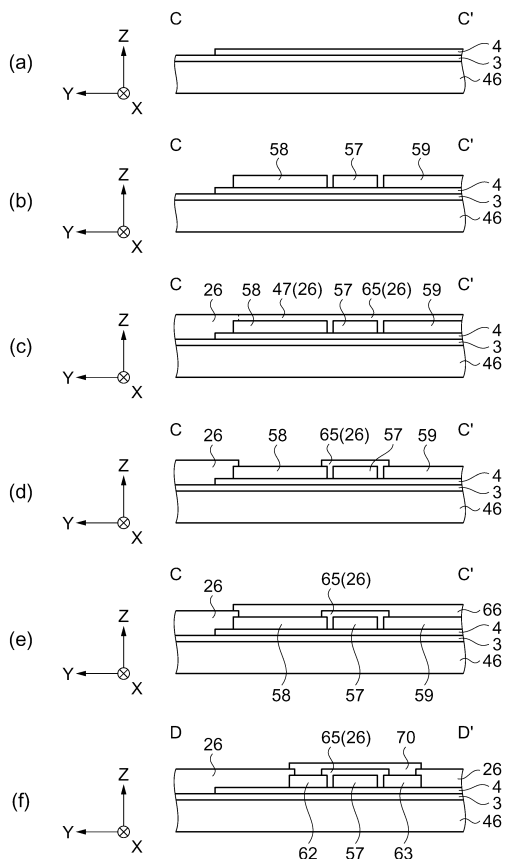 C C'
Z
(a)
Y
X
4
3
46
C C'
58 57 59
Z
(b)
Y
X
4
3
46
C C'
26 58 47(26) 57 65(26) 59
Z
(c)
Y
X
4
3
46
C C'
26 58 65(26) 57 59
Z
(d)
Y
X
4
3
46
C C'
26 65(26)
Z
(e)
Y
X
66
4
3
46
58 57 59
D D'
26 65(26) 70
Z
(f)
Y
X
26
4
3
46
62 57 63